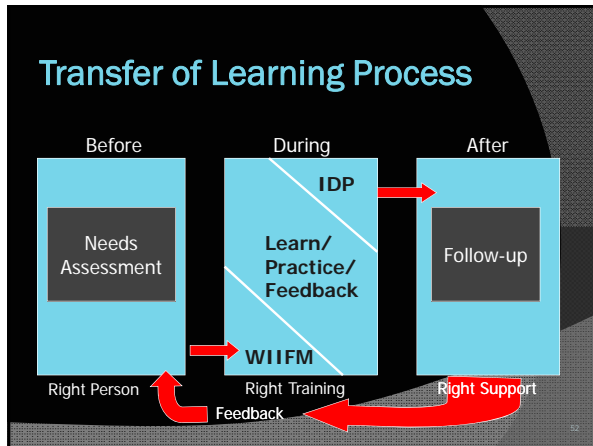 Transfer of Learning Process
Before
During
After
Needs
Assessment
IDP
Learn/
Practice/
Feedback
WIIFM
Follow-up
Right Person
Right Training
Right Support
Feedback
52